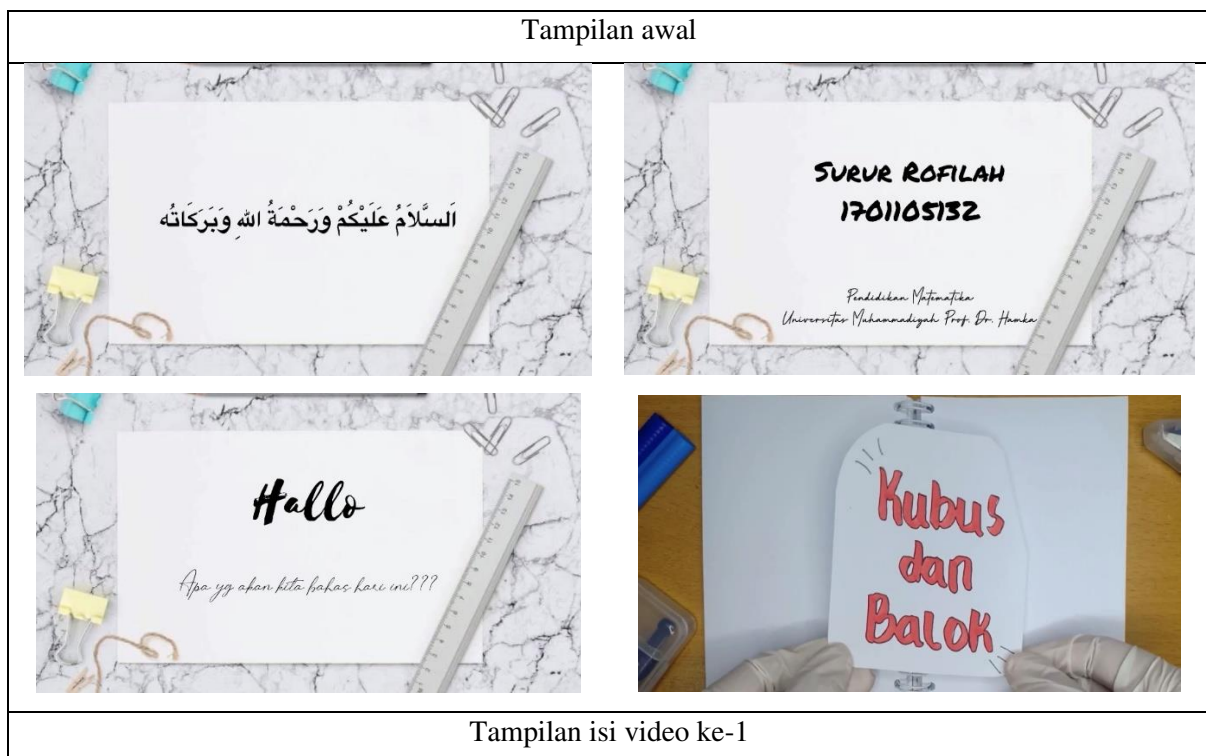 Tampilan awal
اَلسَّلاَمُ عَلَيْكُمْ وَرَحْمَةُ اللهِ وَبَرَكَاتُه
SURUR ROFILAH
1701105132
Pendidikan Matematika
Universitas Muhammadiyah Prof. Dr. Hamka
Hallo
Apa yg akan kita bahas hari ini???
Kubus
dan
Balok
Tampilan isi video ke-1